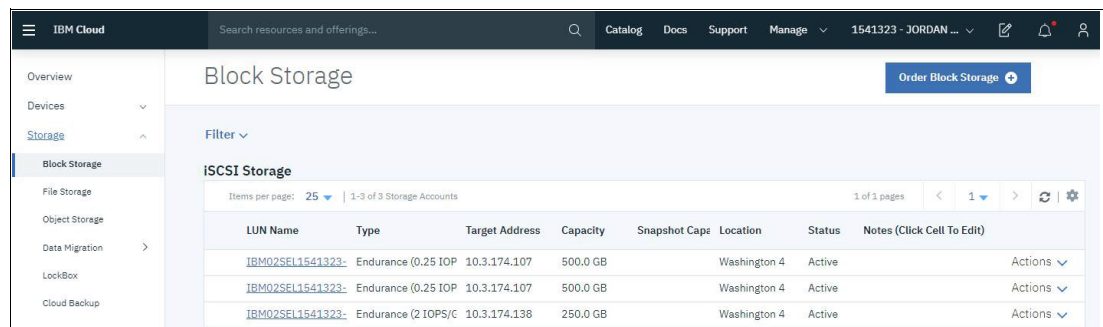 IBM Cloud Search resources and offerings... Catalog Docs Support Manage 1541323 - JORDAN ...
Overview
Devices
Storage
Block Storage
File Storage
Object Storage
Data Migration
LockBox
Cloud Backup
Block Storage
Order Block Storage
Filter
iSCSI Storage
Items per page: 25 | 1-3 of 3 Storage Accounts 1 of 1 pages 1
LUN Name Type Target Address Capacity Snapshot Capa Location Status Notes (Click Cell To Edit)
IBM02SEL1541323- Endurance (0.25 IOP 10.3.174.107 500.0 GB Washington 4 Active Actions
IBM02SEL1541323- Endurance (0.25 IOP 10.3.174.107 500.0 GB Washington 4 Active Actions
IBM02SEL1541323- Endurance (2 IOPS/G 10.3.174.138 250.0 GB Washington 4 Active Actions